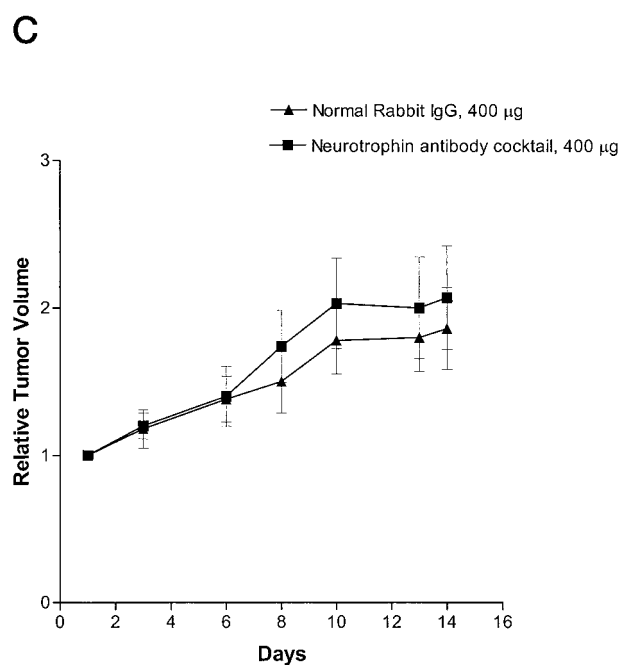 C
Normal Rabbit IgG, 400 μg
Neurotrophin antibody cocktail, 400 μg
3
2
1
0
Relative Tumor Volume
0 2 4 6 8 10 12 14 16
Days